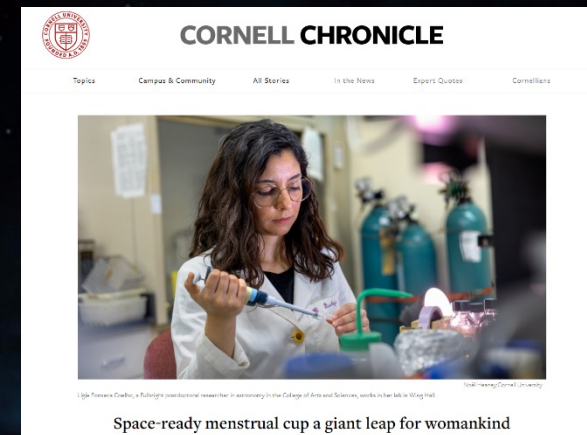 CORNELL CHRONICLE
Topics Campus & Community All Stories In the News Expert Quotes Cornellians
Noël Heaney/Cornell University
Ligia Fonseca Coelho, a Fulbright postdoctoral researcher in astronomy in the College of Arts and Sciences, works in her lab in Wing Hall.
Space-ready menstrual cup a giant leap for womankind